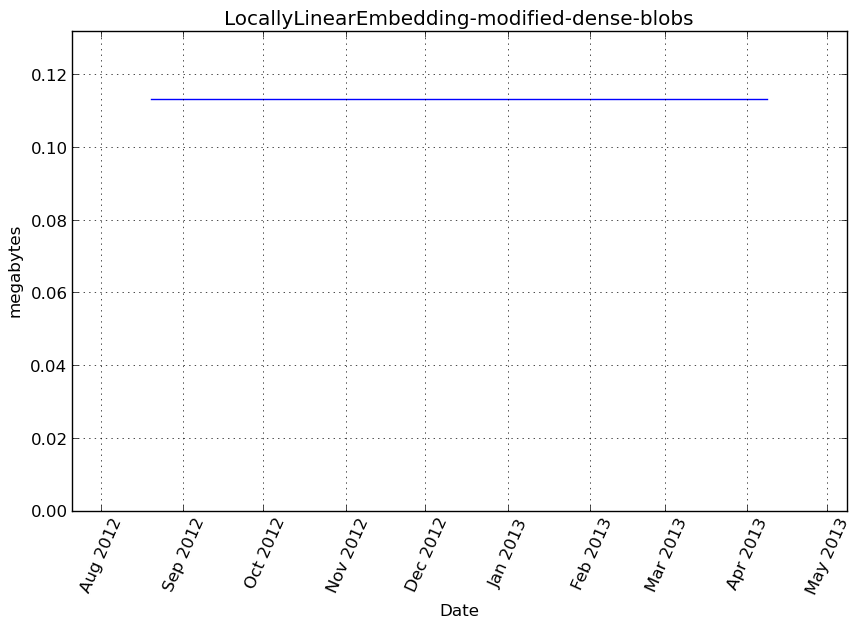 LocallyLinearEmbedding-modified-dense-blobs
0.12
0.10
0.08
0.06
0.04
0.02
0.00
megabytes
Aug 2012
Sep 2012
Oct 2012
Nov 2012
Dec 2012
Jan 2013
Feb 2013
Mar 2013
Apr 2013
May 2013
Date